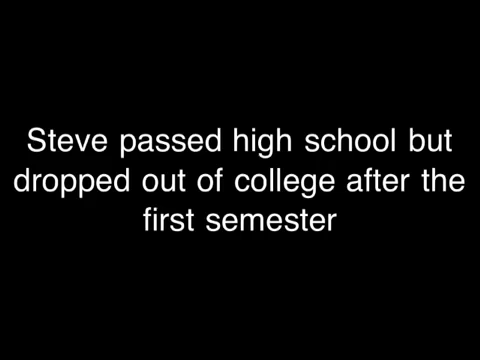 Steve passed high school but
dropped out of college after the
first semester